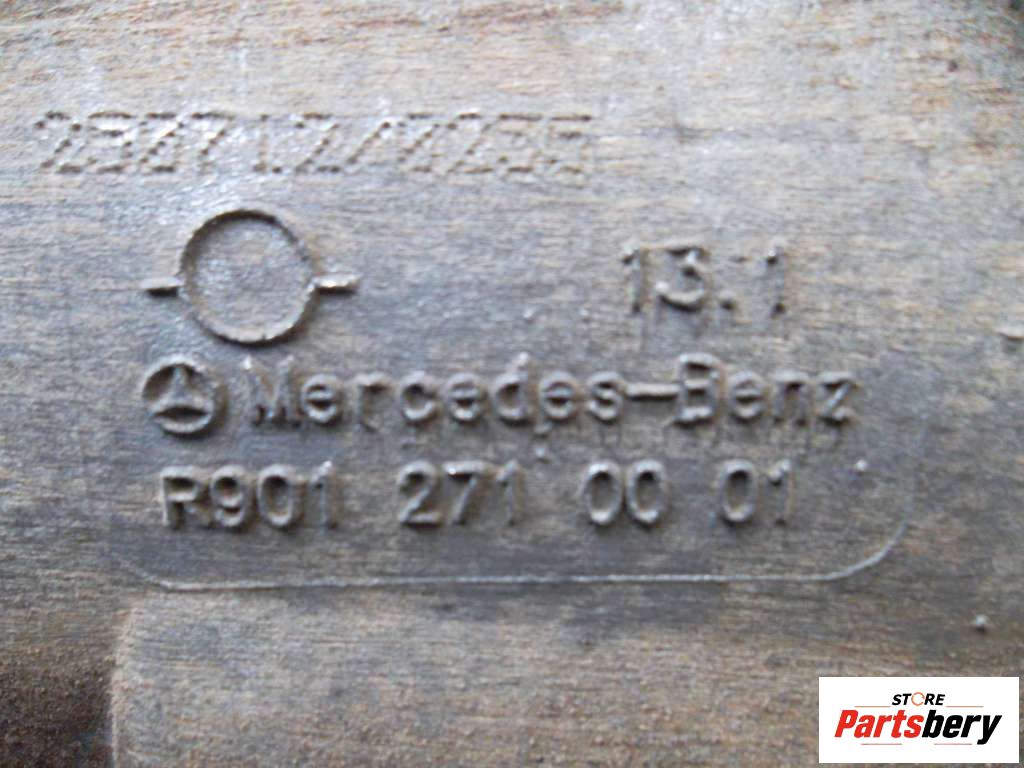 13.1
Mercedes-Benz
R901 271 00 01
STORE
Partsbery